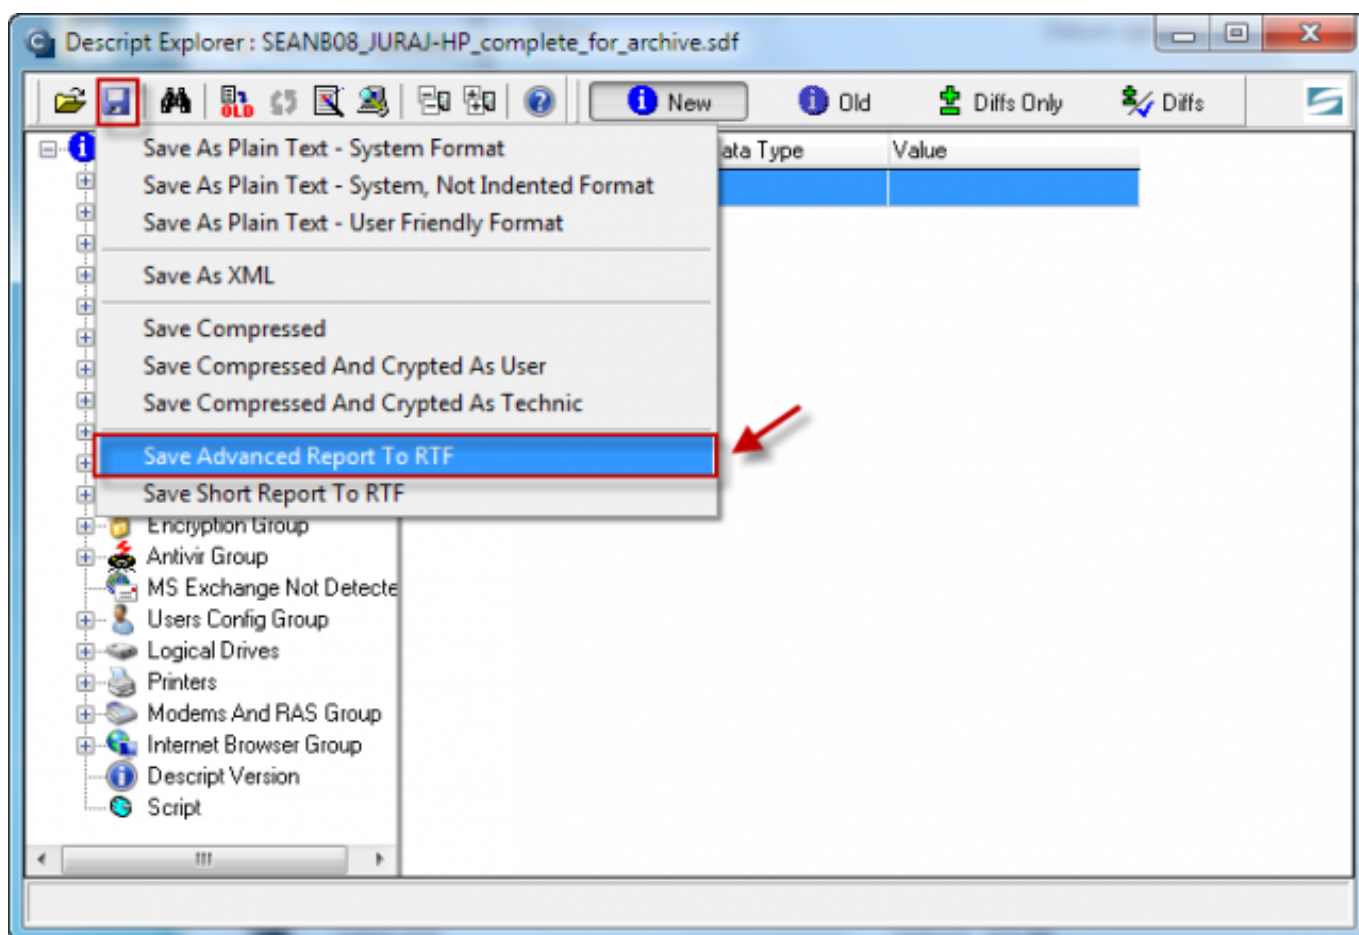 Descript Explorer : SEANB08_JURAJ-HP_complete_for_archive.sdf
OLD
New
Old
Diffs Only
Diffs
Save As Plain Text - System Format
Save As Plain Text - System, Not Indented Format
Save As Plain Text - User Friendly Format
Save As XML
Save Compressed
Save Compressed And Crypted As User
Save Compressed And Crypted As Technic
Save Advanced Report To RTF
Save Short Report To RTF
ata Type
Value
Encryption Group
Antivir Group
MS Exchange Not Detecte
Users Config Group
Logical Drives
Printers
Modems And RAS Group
Internet Browser Group
Descript Version
Script